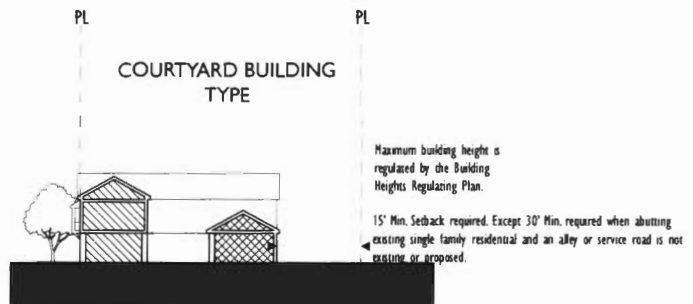 PL PL
COURTYARD BUILDING
TYPE
Maximum building height is
regulated by the Building
Heights Regulating Plan.
15' Min. Setback required. Except 30' Min. required when abutting
existing single family residential and an alley or service road is not
existing or proposed.